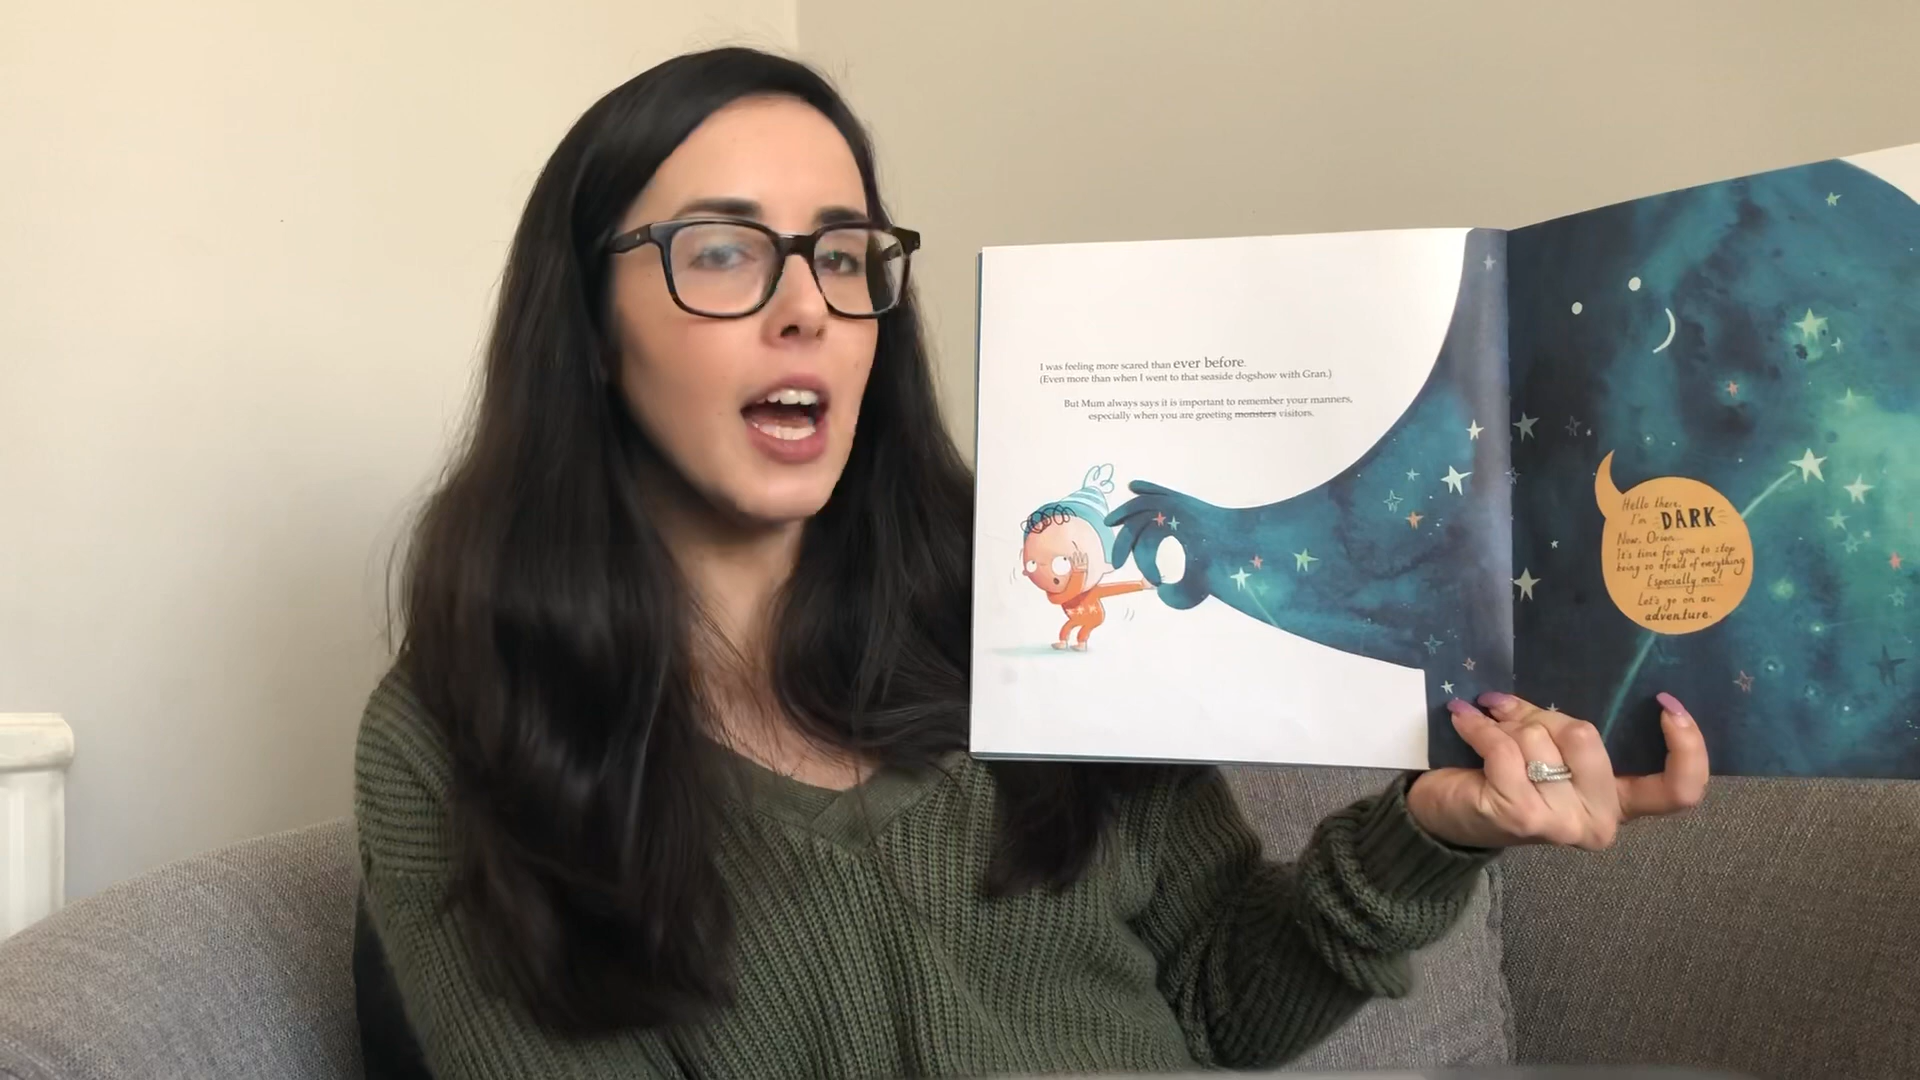 I was feeling more scared than ever before.
(Even more than when I went to that seaside dogshow with Gran.)
But Mum always says it is important to remember your manners,
especially when you are greeting monsters visitors.
Hello there,
I'm DARK
Now, Orion...
It's time for you to stop
being so afraid of everything
Especially me!
Let's go on an
adventure.